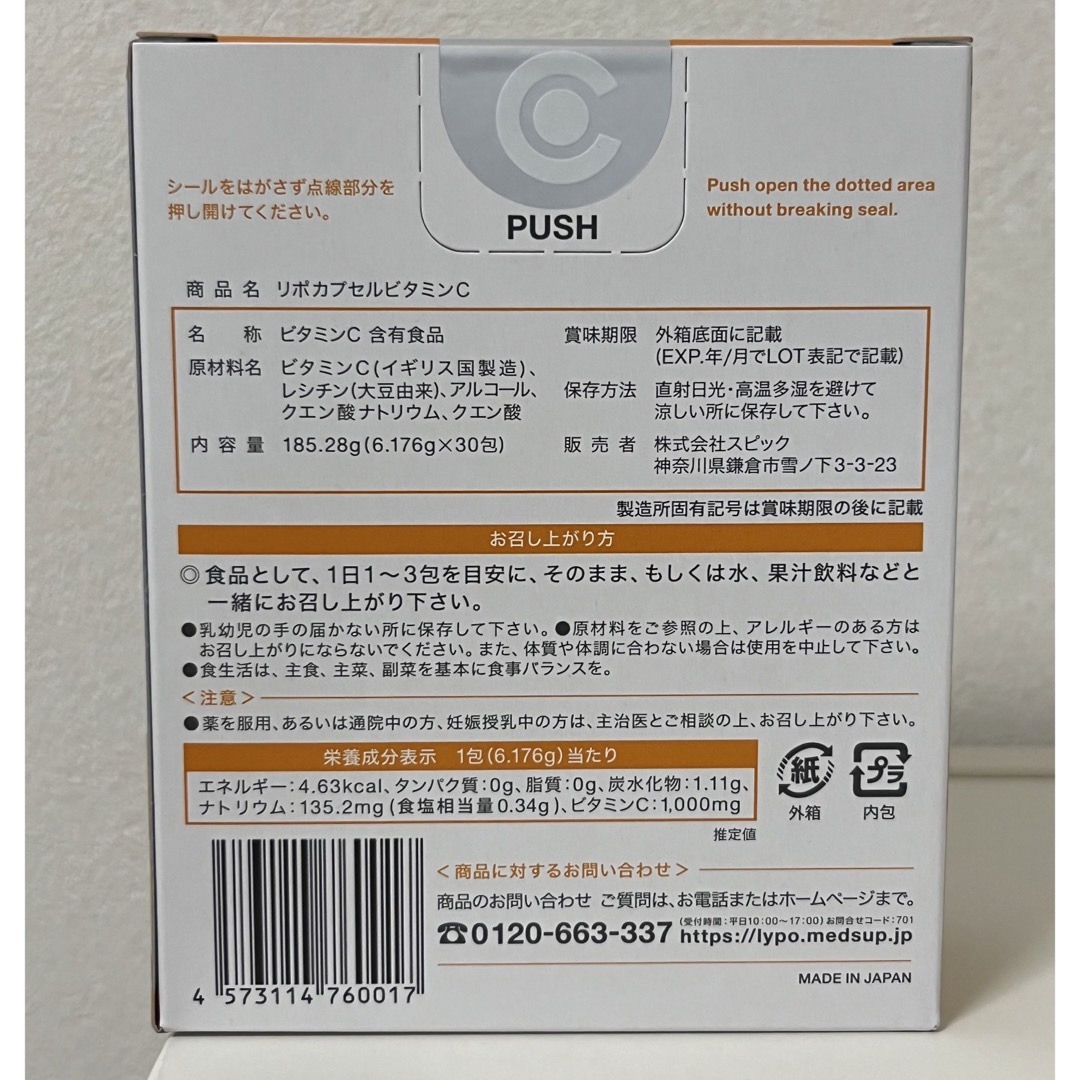 シールをはがさず点線部分を
押し開けてください。
PUSH
Push open the dotted area
without breaking seal.
商品名 リポカプセルビタミンC
名称 ビタミンC 含有食品
原材料名 ビタミンC(イギリス国製造)、
レシチン(大豆由来)、アルコール、
クエン酸ナトリウム、クエン酸
内容量 185.28g(6.176g×30包)
賞味期限 外箱底面に記載
(EXP.年/月でLOT表記で記載)
保存方法 直射日光・高温多湿を避けて
涼しい所に保存して下さい。
販売者 株式会社スピック
神奈川県鎌倉市雪ノ下3-3-23
製造所固有記号は賞味期限の後に記載
お召し上がり方
◎食品として、1日1～3包を目安に、そのまま、もしくは水、果汁飲料などと
一緒にお召し上がり下さい。
●乳幼児の手の届かない所に保存して下さい。●原材料をご参照の上、アレルギーのある方は
お召し上がりにならないでください。また、体質や体調に合わない場合は使用を中止して下さい。
●食生活は、主食、主菜、副菜を基本に食事バランスを。
＜注意＞
●薬を服用、あるいは通院中の方、妊娠授乳中の方は、主治医とご相談の上、お召し上がり下さい。
栄養成分表示 1包(6.176g)当たり
エネルギー:4.63kcal、タンパク質:0g、脂質:0g、炭水化物:1.11g、
ナトリウム:135.2mg(食塩相当量0.34g)、ビタミンC:1,000mg
推定値
紙
外箱
プラ
内包
＜商品に対するお問い合わせ＞
商品のお問い合わせ ご質問は、お電話またはホームページまで。
(受付時間:平日10:00～17:00) お問合せコード:701
☎0120-663-337 https://lypo.medsup.jp
MADE IN JAPAN
4 573114 760017